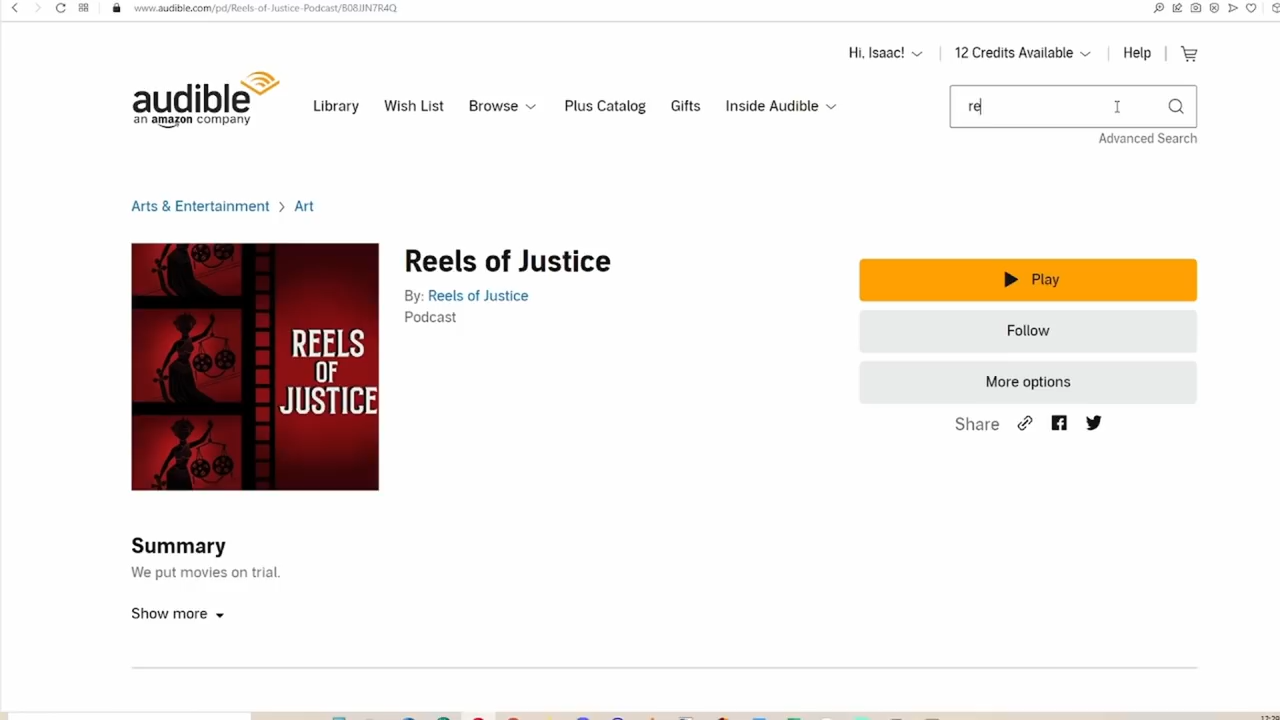 www.audible.com/pd/Reels-of-Justice-Podcast/B08JJN7R4Q
Hi, Isaac! 12 Credits Available Help
audible
an amazon company
Library Wish List Browse Plus Catalog Gifts Inside Audible
re
Advanced Search
Arts & Entertainment > Art
REELS
OF
JUSTICE
Reels of Justice
By: Reels of Justice
Podcast
Play
Follow
More options
Share
Summary
We put movies on trial.
Show more